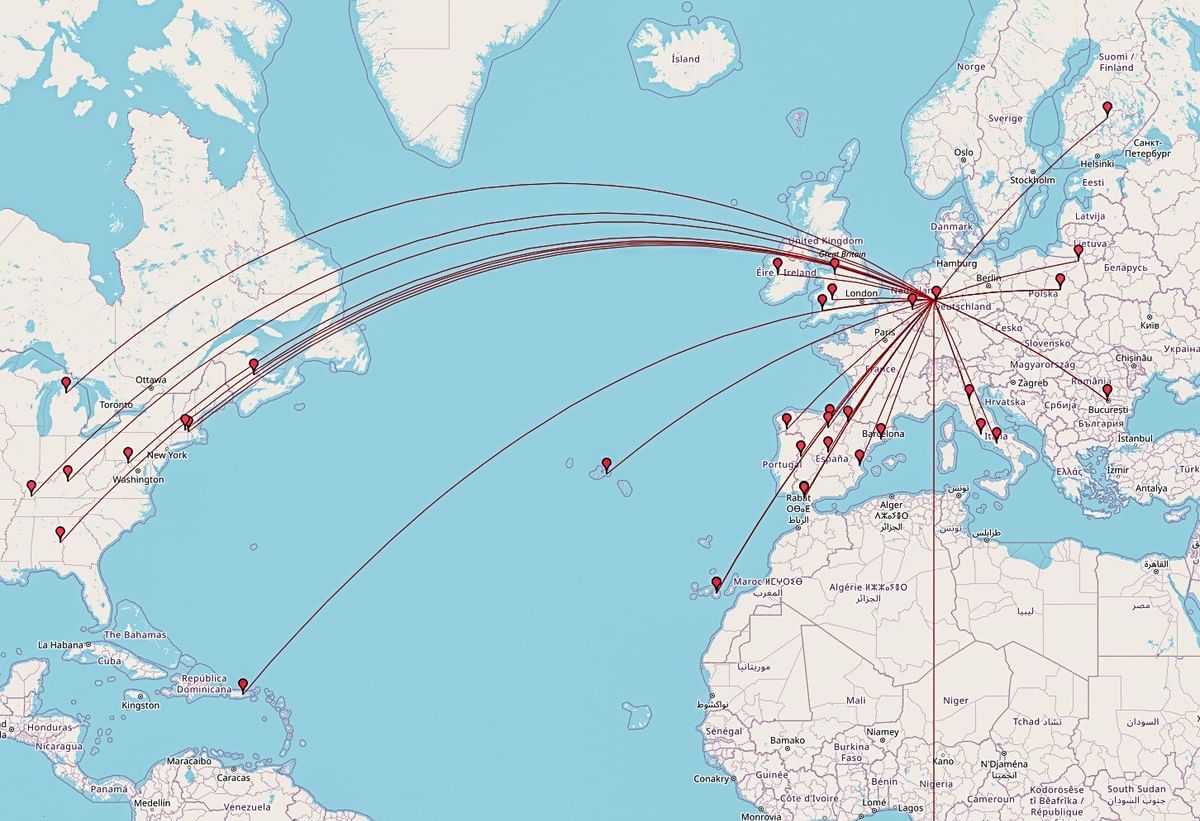 Ísland
Suomi /
Finland
Norge
Sverige
Oslo
Санкт-
Петербург
Helsinki
Stockholm
Eesti
Latvija
Danmark
United Kingdom
Great Britain
Lietuva
Éire / Ireland
Hamburg
Беларусь
Berlin
London
Nederland
Polska
Deutschland
Київ
Paris
Česko
Slovensko
Україна
Chișinău
Magyarország
France
Zagreb
România
Ottawa
Toronto
Hrvatska
Србија
București
България
Barcelona
Italia
İstanbul
New York
Portugal
España
Ελλάς
İzmir
Washington
Antalya
Rabat
ⵔⴱⴰⵟ
الرباط
Alger
الجزائر
تونس
تونس
طرابلس
القاهرة
Maroc ⵍⵎⵖⵔⵉⴱ
المغرب
Algérie ⵍⵣⵣⴰⵢⴻⵔ
الجزائر
ليبيا
مصر
The Bahamas
La Habana
Cuba
República
Dominicana
Kingston
موريتانيا
نواكشوط
Mali
Niger
Tchad تشاد
السودان
Honduras
Nicaragua
Sénégal
Bamako
Niamey
Burkina
Faso
Kano
N'Djaména
انجمينا
Maracaibo
Caracas
Conakry
Guinée
Bénin
Nigeria
Panamá
Medellín
Venezuela
Côte d'Ivoire
Lomé
Lagos
Cameroun
Ködörösêse
tî Bêafrîka /
République
South Sudan
جنوب السودان
Monrovia